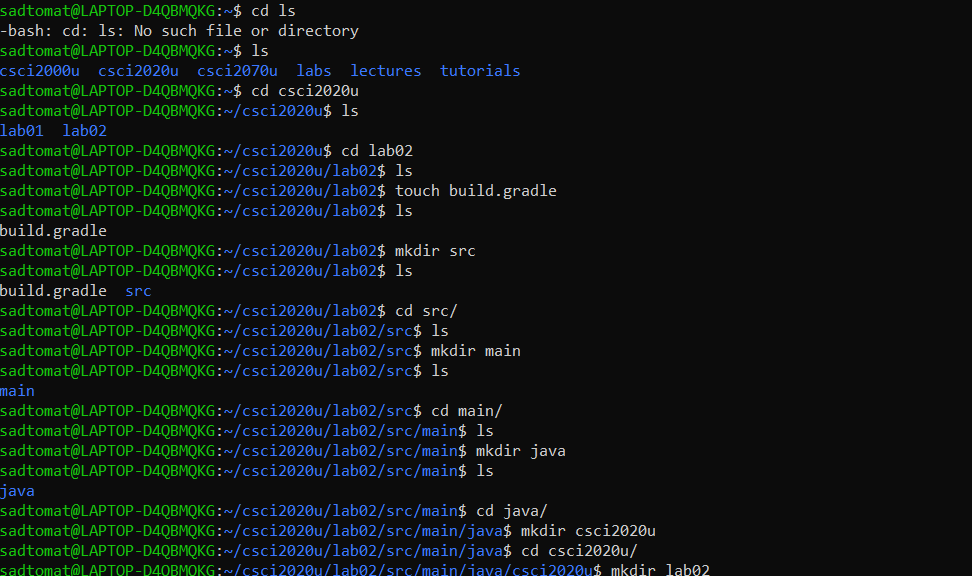 sadtomat@LAPTOP-D4QBMQKG:~$ cd ls
-bash: cd: ls: No such file or directory
sadtomat@LAPTOP-D4QBMQKG:~$ ls
csci2000u  csci2020u  csci2070u  labs  lectures  tutorials
sadtomat@LAPTOP-D4QBMQKG:~$ cd csci2020u
sadtomat@LAPTOP-D4QBMQKG:~/csci2020u$ ls
lab01  lab02
sadtomat@LAPTOP-D4QBMQKG:~/csci2020u$ cd lab02
sadtomat@LAPTOP-D4QBMQKG:~/csci2020u/lab02$ ls
sadtomat@LAPTOP-D4QBMQKG:~/csci2020u/lab02$ touch build.gradle
sadtomat@LAPTOP-D4QBMQKG:~/csci2020u/lab02$ ls
build.gradle
sadtomat@LAPTOP-D4QBMQKG:~/csci2020u/lab02$ mkdir src
sadtomat@LAPTOP-D4QBMQKG:~/csci2020u/lab02$ ls
build.gradle  src
sadtomat@LAPTOP-D4QBMQKG:~/csci2020u/lab02$ cd src/
sadtomat@LAPTOP-D4QBMQKG:~/csci2020u/lab02/src$ ls
sadtomat@LAPTOP-D4QBMQKG:~/csci2020u/lab02/src$ mkdir main
sadtomat@LAPTOP-D4QBMQKG:~/csci2020u/lab02/src$ ls
main
sadtomat@LAPTOP-D4QBMQKG:~/csci2020u/lab02/src$ cd main/
sadtomat@LAPTOP-D4QBMQKG:~/csci2020u/lab02/src/main$ ls
sadtomat@LAPTOP-D4QBMQKG:~/csci2020u/lab02/src/main$ mkdir java
sadtomat@LAPTOP-D4QBMQKG:~/csci2020u/lab02/src/main$ ls
java
sadtomat@LAPTOP-D4QBMQKG:~/csci2020u/lab02/src/main$ cd java/
sadtomat@LAPTOP-D4QBMQKG:~/csci2020u/lab02/src/main/java$ mkdir csci2020u
sadtomat@LAPTOP-D4QBMQKG:~/csci2020u/lab02/src/main/java$ cd csci2020u/
sadtomat@LAPTOP-D4QBMQKG:~/csci2020u/lab02/src/main/java/csci2020u$ mkdir lab02